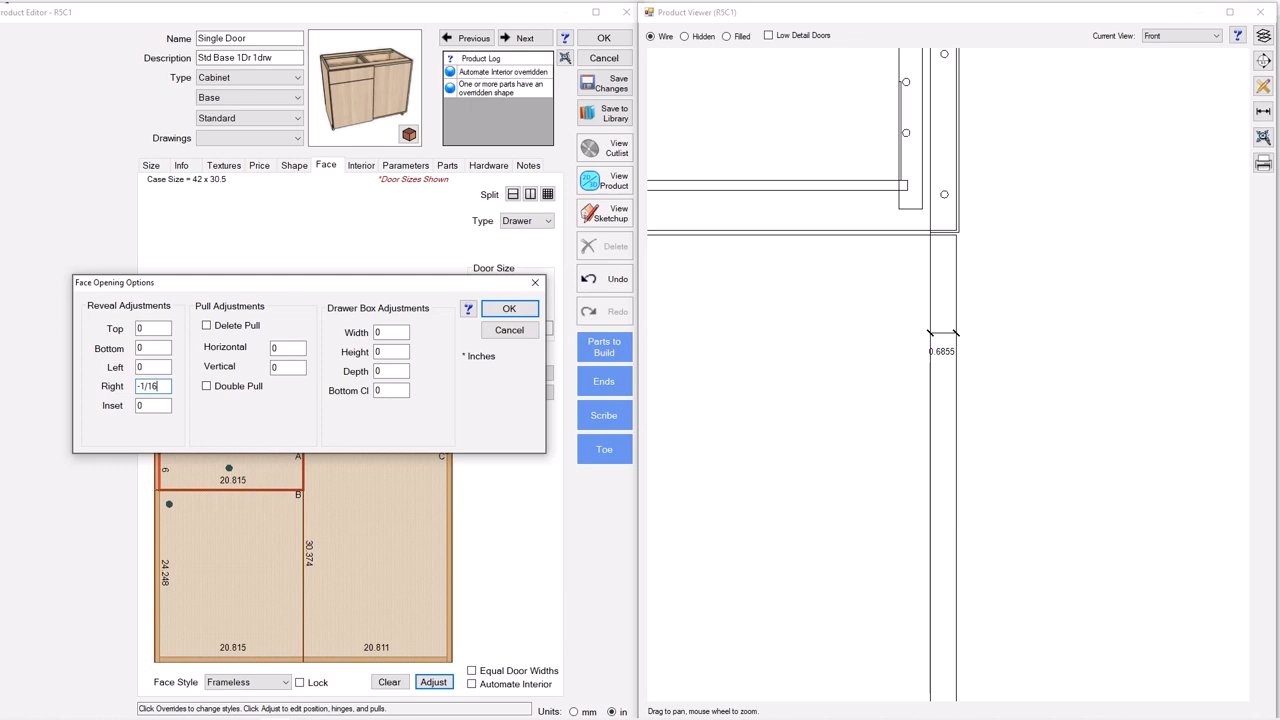 roduct Editor - R5C1
Name
Single Door
Description
Std Base 1Dr 1drw
Type
Cabinet
Base
Standard
Drawings
Previous
Next
?
OK
? Product Log
Automate Interior overridden
One or more parts have an
overridden shape
Cancel
Save
Changes
Save to
Library
View
Cutlist
View
Product
View
Sketchup
Delete
Undo
Redo
Parts to
Build
Ends
Scribe
Toe
Size
Info
Textures
Price
Shape
Face
Interior
Parameters
Parts
Hardware
Notes
Case Size = 42 x 30.5
*Door Sizes Shown
Split
Type
Drawer
Door Size
Face Opening Options
Reveal Adjustments
Top
0
Bottom
0
Left
0
Right
-1/16
Inset
0
Pull Adjustments
Delete Pull
Horizontal
0
Vertical
0
Double Pull
Drawer Box Adjustments
Width
0
Height
0
Depth
0
Bottom Cl
0
?
OK
Cancel
* Inches
A
C
6
20.815
B
24.248
30.374
20.815
20.811
Face Style
Frameless
Lock
Clear
Adjust
Equal Door Widths
Automate Interior
Click Overrides to change styles. Click Adjust to edit position, hinges, and pulls.
Units:
mm
in
Product Viewer (R5C1)
Wire
Hidden
Filled
Low Detail Doors
Current View:
Front
?
0.6855
Drag to pan, mouse wheel to zoom.